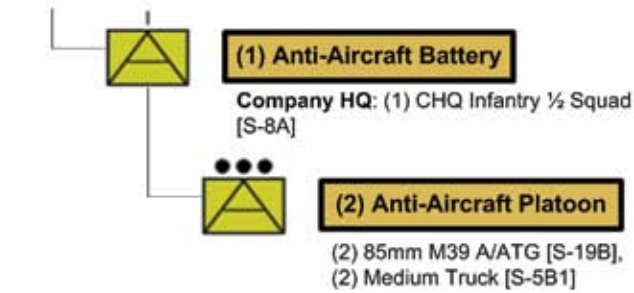 (1) Anti-Aircraft Battery
Company HQ: (1) CHQ Infantry ½ Squad
[S-8A]
(2) Anti-Aircraft Platoon
(2) 85mm M39 A/ATG [S-19B],
(2) Medium Truck [S-5B1]